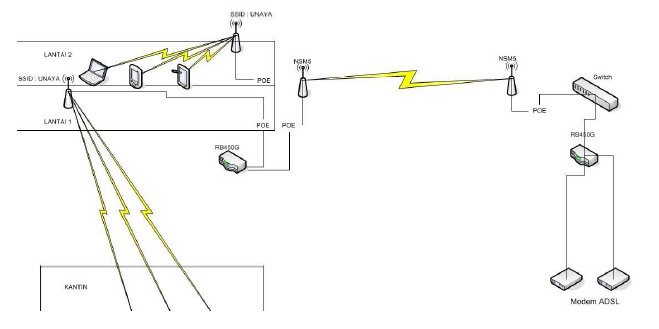 SSID : UNAYA
LANTAI 2
SSID : UNAYA
POE
NSM5
NSM5
Switch
POE
LANTAI 1
POE
POE
RB450G
RB450G
KANTIN
Modem ADSL